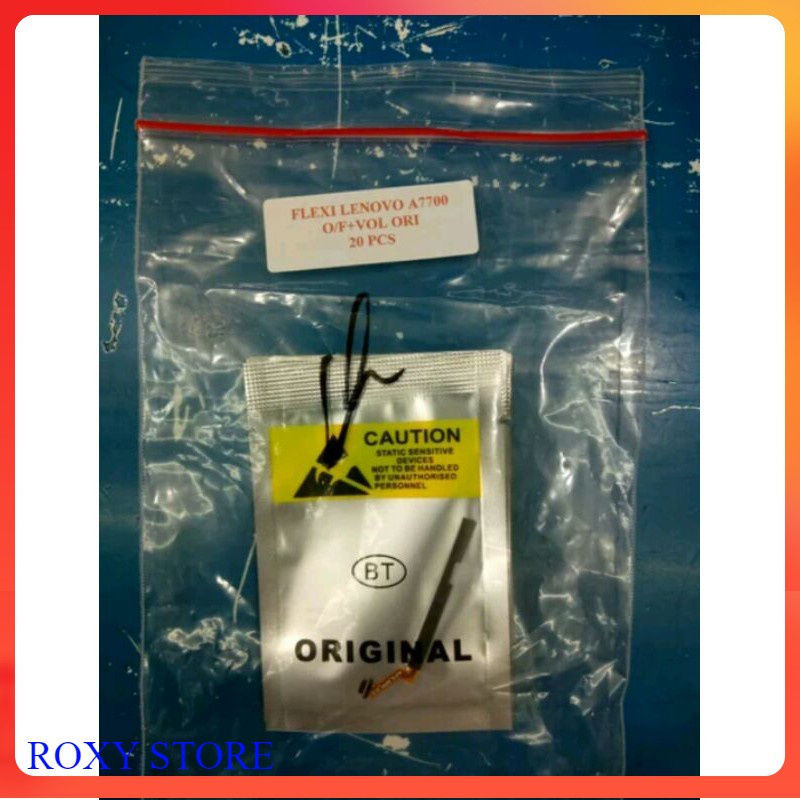 FLEXI LENOVO A7700
O/F+VOL ORI
20 PCS
CAUTION
STATIC SENSITIVE
DEVICES
NOT TO BE HANDLED
BY UNAUTHORISED
PERSONNEL
BT
ORIGINAL
ROXY STORE